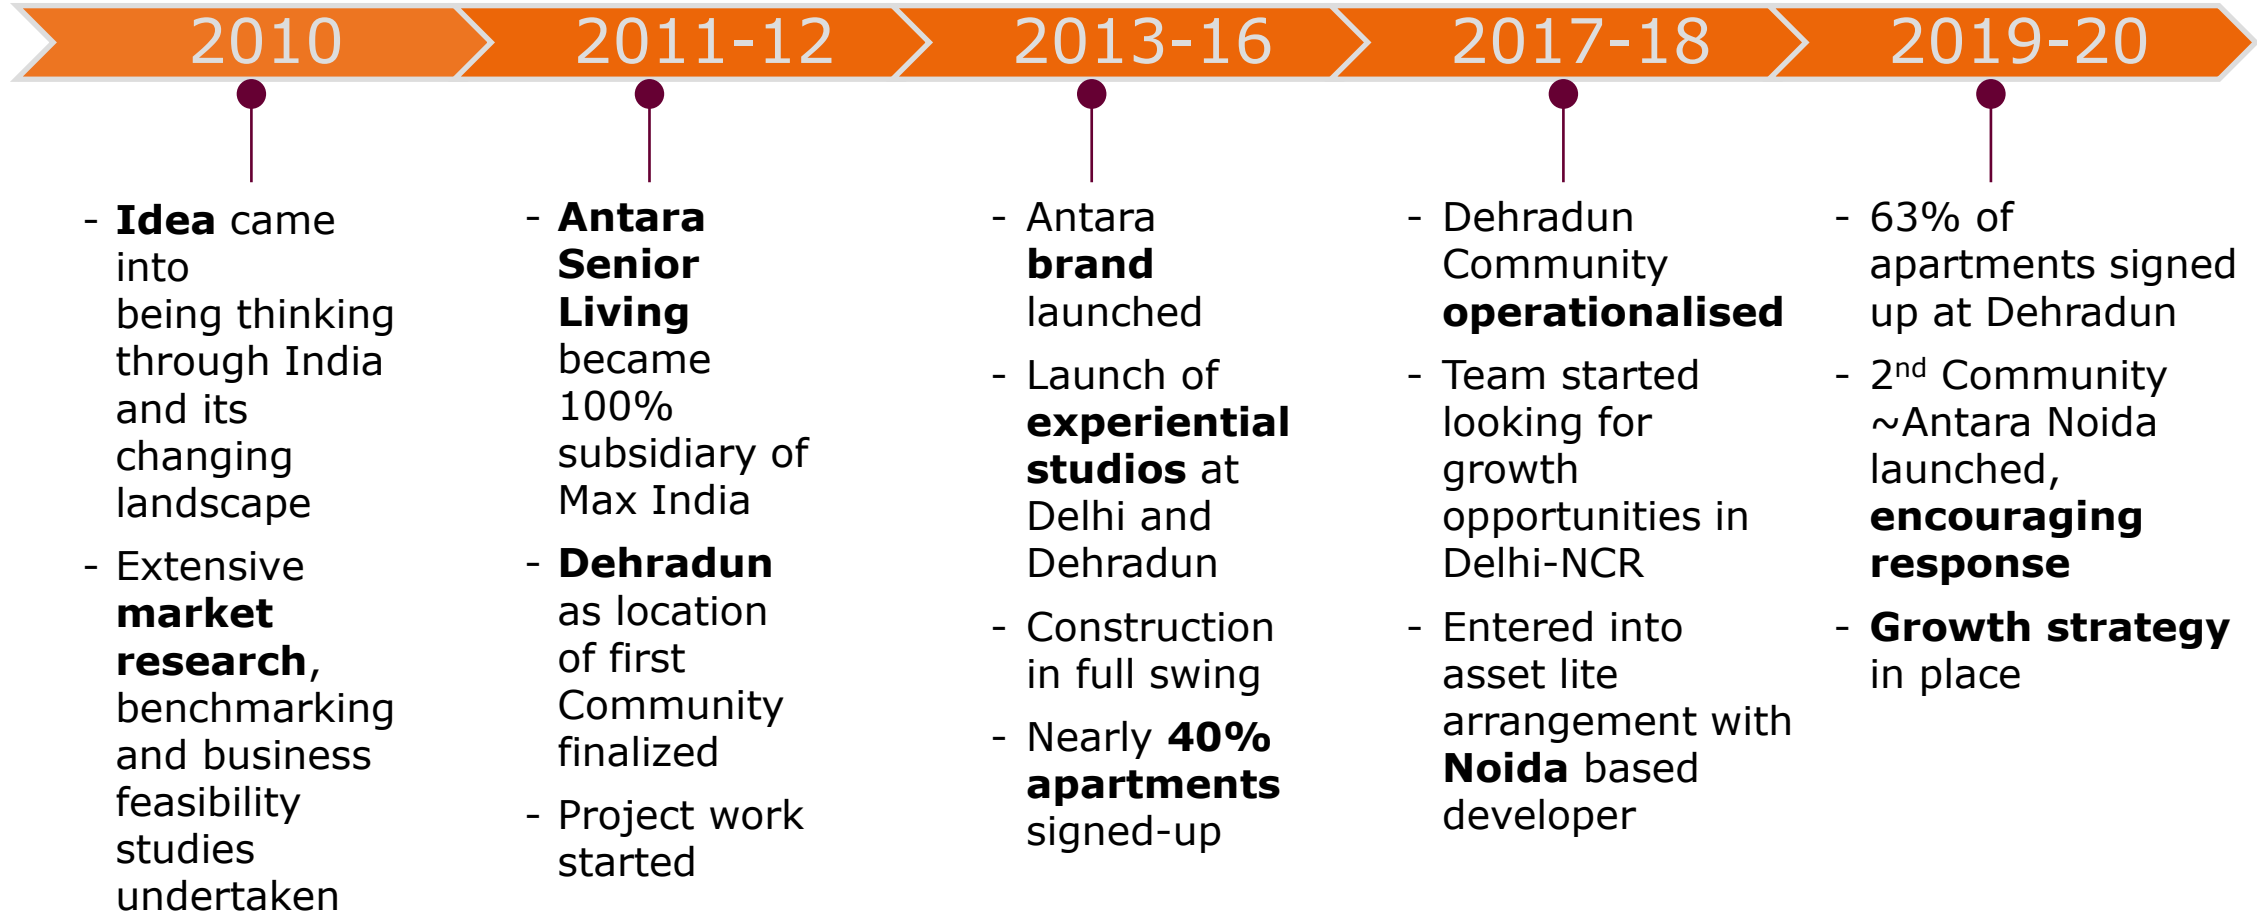 2010
2011-12
2013-16
2017-18
2019-20
- Idea came
into
being thinking
through India
and its
changing
landscape
- Extensive
market
research,
benchmarking
and business
feasibility
studies
undertaken
- Antara
Senior
Living
became
100%
subsidiary of
Max India
- Dehradun
as location
of first
Community
finalized
- Project work
started
- Antara
brand
launched
- Launch of
experiential
studios at
Delhi and
Dehradun
- Construction
in full swing
- Nearly 40%
apartments
signed-up
- Dehradun
Community
operationalised
- Team started
looking for
growth
opportunities in
Delhi-NCR
- Entered into
asset lite
arrangement with
Noida based
developer
- 63% of
apartments signed
up at Dehradun
- 2nd Community
~Antara Noida
launched,
encouraging
response
- Growth strategy
in place